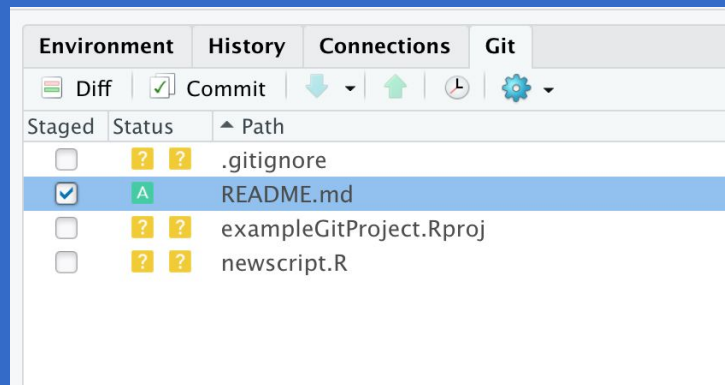 Environment History Connections Git
Diff Commit
Staged Status Path
? ? .gitignore
A README.md
? ? exampleGitProject.Rproj
? ? newscript.R